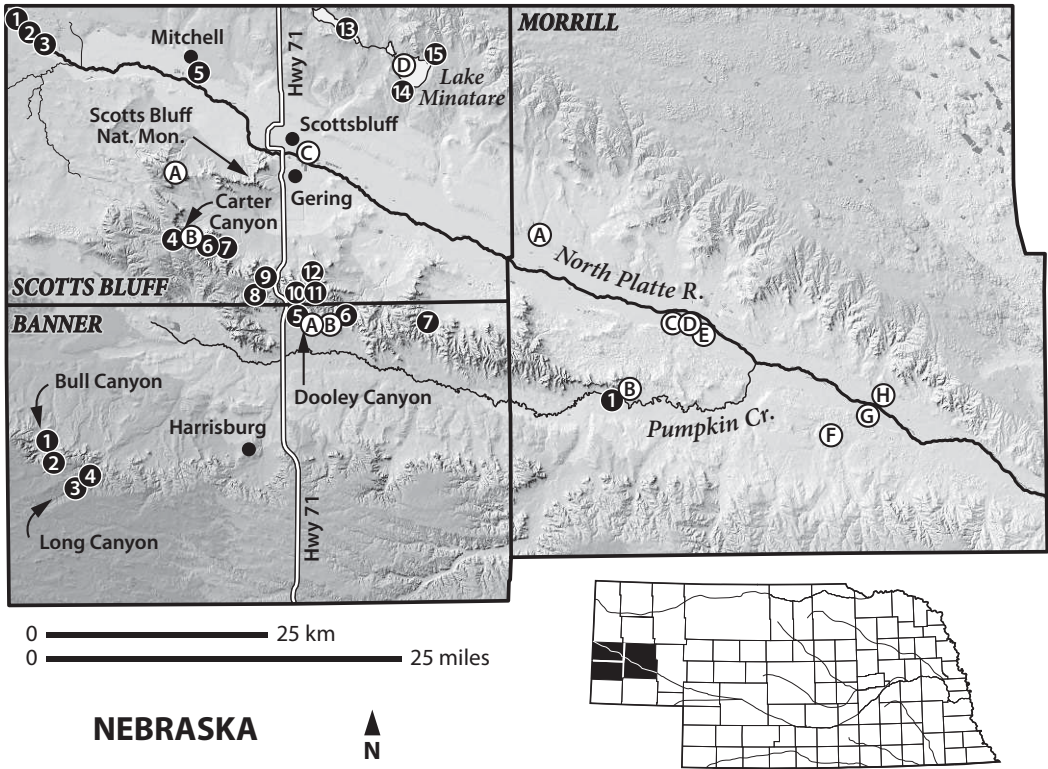 MORRILL
1
2
3
Mitchell
5
Hwy 71
13
D
15
14
Lake
Minatare
Scotts Bluff
Nat. Mon.
Scottsbluff
C
A
Gering
Carter
Canyon
4
B
6
7
A
North Platte R.
9
8
12
10
11
SCOTTS BLUFF
BANNER
5
A
B
6
7
C
D
E
Bull Canyon
Dooley Canyon
B
1
H
G
Pumpkin Cr.
F
Harrisburg
1
2
4
3
Long Canyon
Hwy 71
0
25 km
0
25 miles
NEBRASKA
N